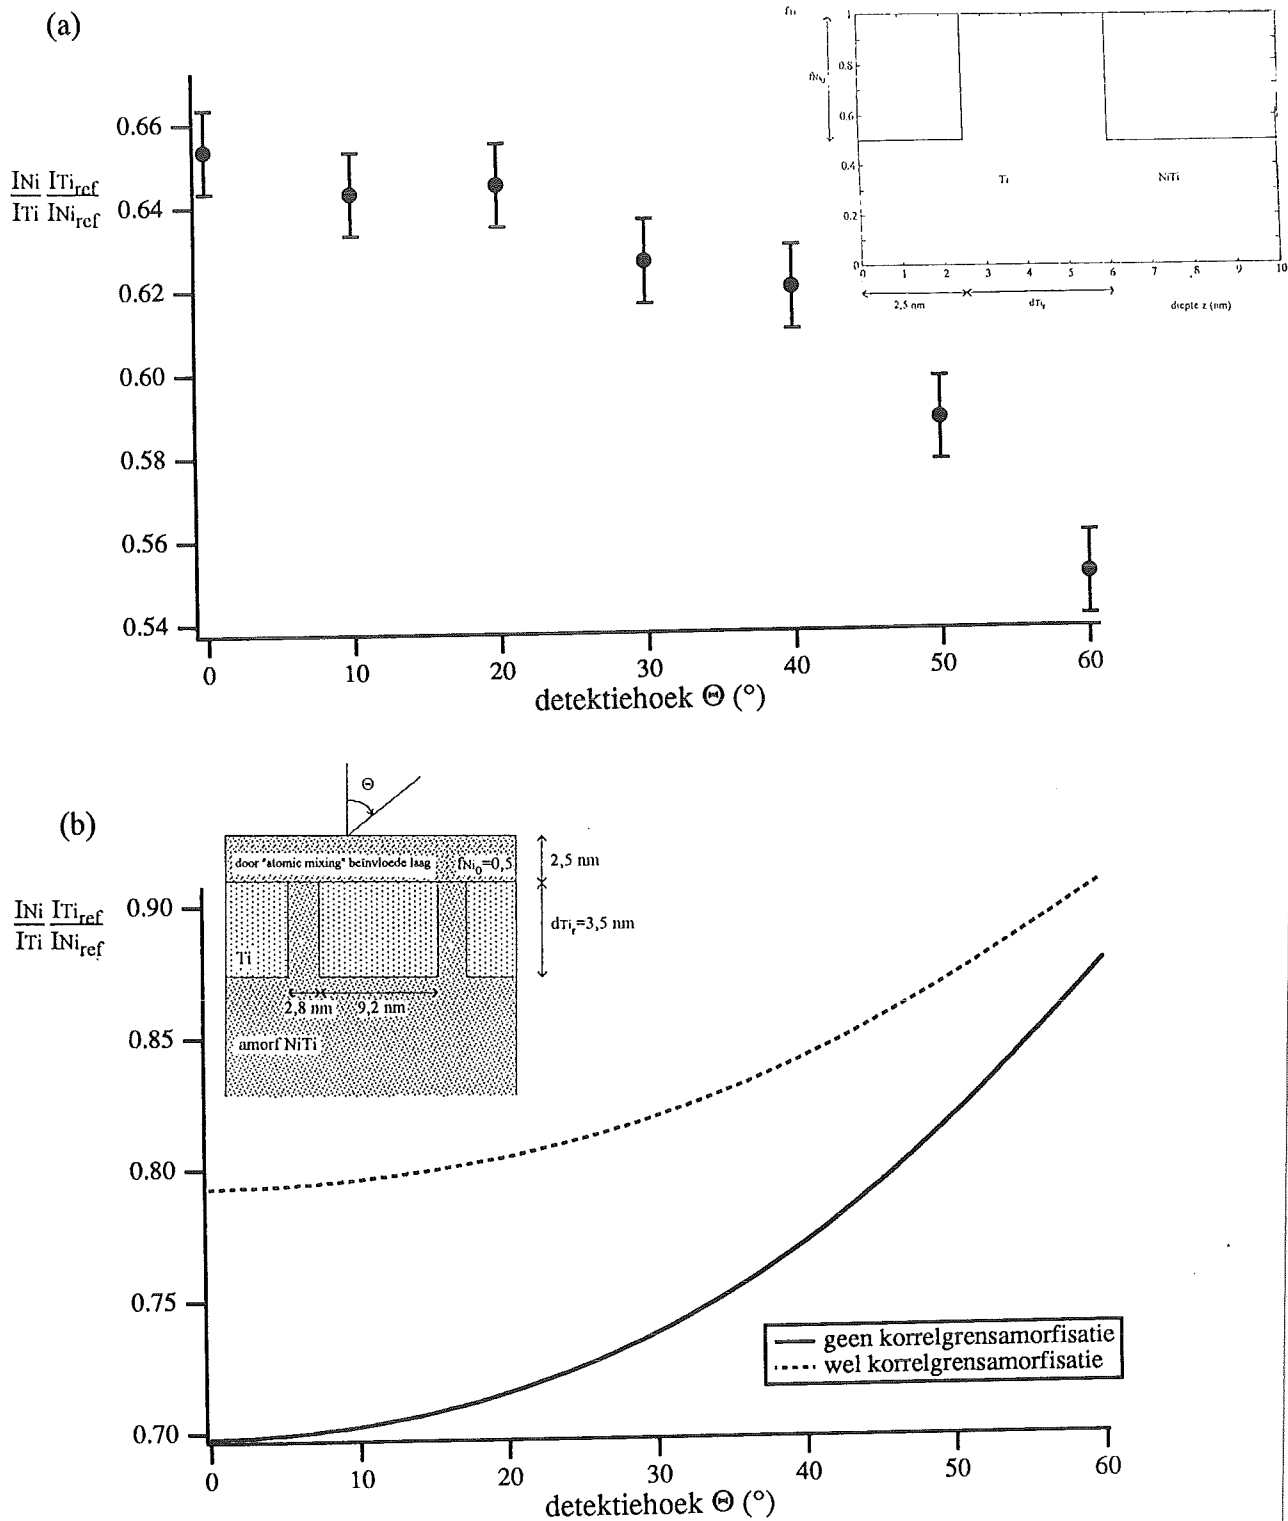 (a)
0.66
0.64
0.62
0.60
0.58
0.56
0.54
INi ITiref
ITi INiref
0 10 20 30 40 50 60
detektiehoek Θ (°)
fNi0
1
0.8
0.6
0.4
0.2
0
Ti NiTi
0 1 2 3 4 5 6 7 8 9 10
2,5 nm dTir diepte z (nm)
(b)
Θ
door "atomic mixing" beïnvloede laag fNi0=0,5
2,5 nm
dTir=3,5 nm
Ti
2,8 nm 9,2 nm
amorf NiTi
INi ITiref
ITi INiref
0.90
0.85
0.80
0.75
0.70
geen korrelgrensamorfisatie
wel korrelgrensamorfisatie
0 10 20 30 40 50 60
detektiehoek Θ (°)